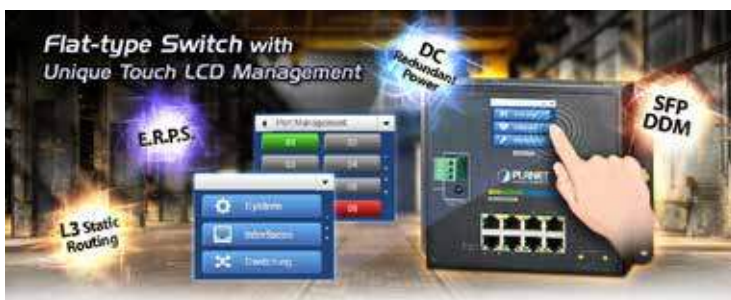 Flat-type Switch with
Unique Touch LCD Management
DC
Redundant
Power
SFP
DDM
E.R.P.S.
L3 Static
Routing
Port Management
System
Interfaces
Switching
PLANET